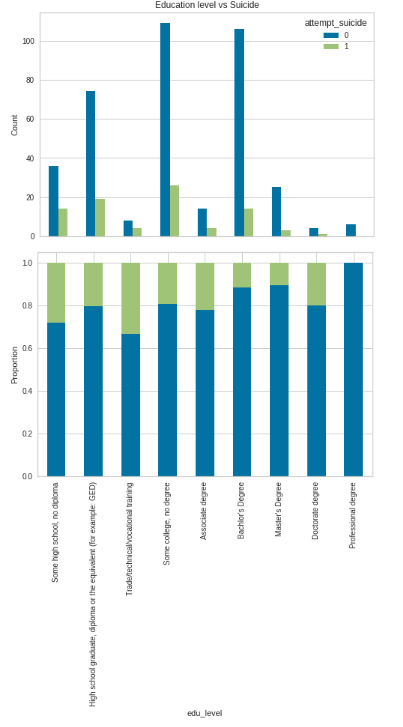 Education level vs Suicide
attempt_suicide
0
1
100
80
60
40
20
0
Count
1.0
0.8
0.6
0.4
0.2
0.0
Proportion
Some high school, no diploma
High school graduate, diploma or the equivalent (for example: GED)
Trade/technical/vocational training
Some college, no degree
Associate degree
Bachlor's Degree
Master's Degree
Doctorate degree
Professional degree
edu_level